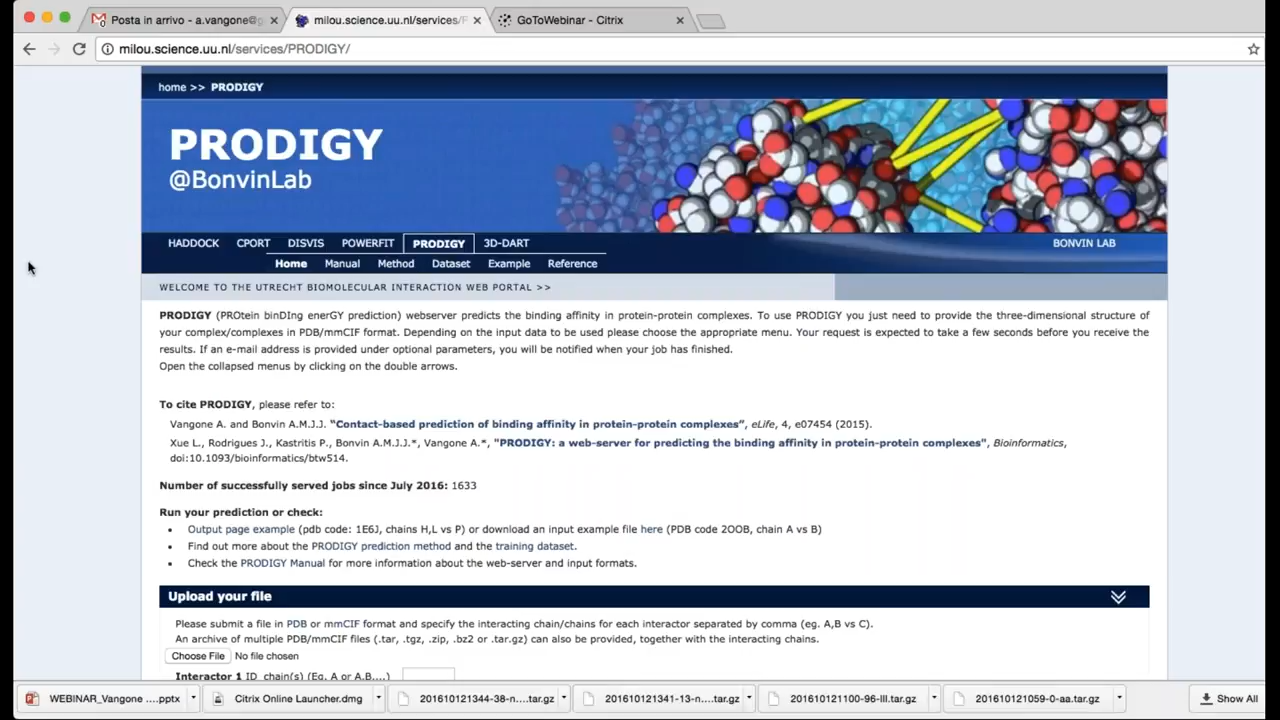 Posta in arrivo - a.vangone@g
milou.science.uu.nl/services/P
GoToWebinar - Citrix
milou.science.uu.nl/services/PRODIGY/
home >> PRODIGY
PRODIGY
@BonvinLab
HADDOCK CPORT DISVIS POWERFIT PRODIGY 3D-DART BONVIN LAB
Home Manual Method Dataset Example Reference
WELCOME TO THE UTRECHT BIOMOLECULAR INTERACTION WEB PORTAL >>
PRODIGY (PROtein binDIng enerGY prediction) webserver predicts the binding affinity in protein-protein complexes. To use PRODIGY you just need to provide the three-dimensional structure of
your complex/complexes in PDB/mmCIF format. Depending on the input data to be used please choose the appropriate menu. Your request is expected to take a few seconds before you receive the
results. If an e-mail address is provided under optional parameters, you will be notified when your job has finished.
Open the collapsed menus by clicking on the double arrows.
To cite PRODIGY, please refer to:
Vangone A. and Bonvin A.M.J.J. "Contact-based prediction of binding affinity in protein-protein complexes", eLife, 4, e07454 (2015).
Xue L., Rodrigues J., Kastritis P., Bonvin A.M.J.J.*, Vangone A.*, "PRODIGY: a web-server for predicting the binding affinity in protein-protein complexes", Bioinformatics,
doi:10.1093/bioinformatics/btw514.
Number of successfully served jobs since July 2016: 1633
Run your prediction or check:
Output page example (pdb code: 1E6J, chains H,L vs P) or download an input example file here (PDB code 2OOB, chain A vs B)
Find out more about the PRODIGY prediction method and the training dataset.
Check the PRODIGY Manual for more information about the web-server and input formats.
Upload your file
Please submit a file in PDB or mmCIF format and specify the interacting chain/chains for each interactor separated by comma (eg. A,B vs C).
An archive of multiple PDB/mmCIF files (.tar, .tgz, .zip, .bz2 or .tar.gz) can also be provided, together with the interacting chains.
Choose File No file chosen
Interactor 1 ID chain(s) (Eg. A or A,B....)
WEBINAR_Vangone ....pptx Citrix Online Launcher.dmg 201610121344-38-n....tar.gz 201610121341-13-n....tar.gz 201610121100-96-lll.tar.gz 201610121059-0-aa.tar.gz Show All